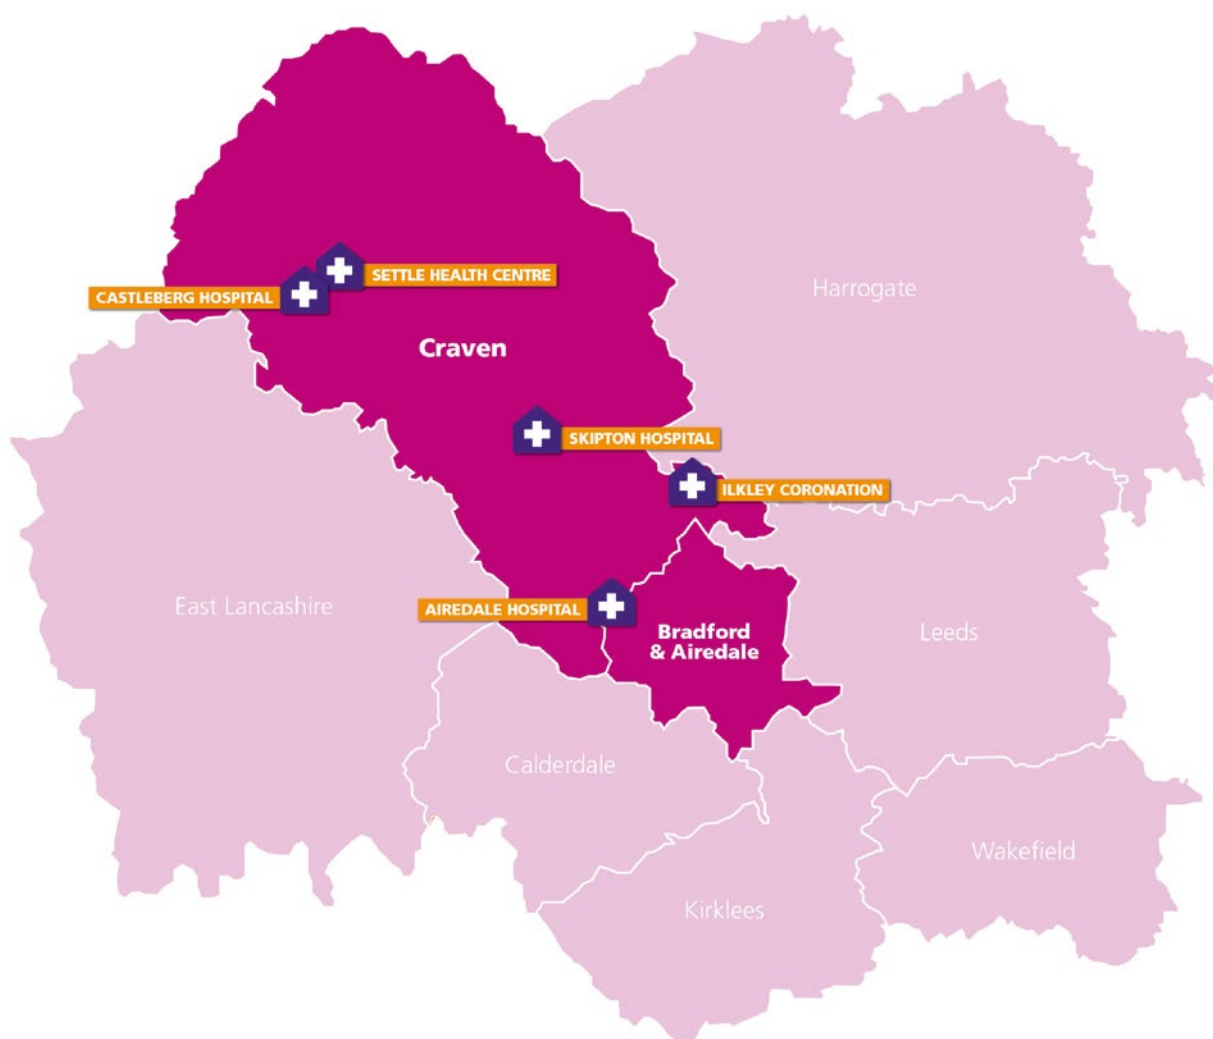 Harrogate
SETTLE HEALTH CENTRE
CASTLEBERG HOSPITAL
Craven
SKIPTON HOSPITAL
ILKLEY CORONATION
East Lancashire
AIREDALE HOSPITAL
Bradford
& Airedale
Leeds
Calderdale
Wakefield
Kirklees